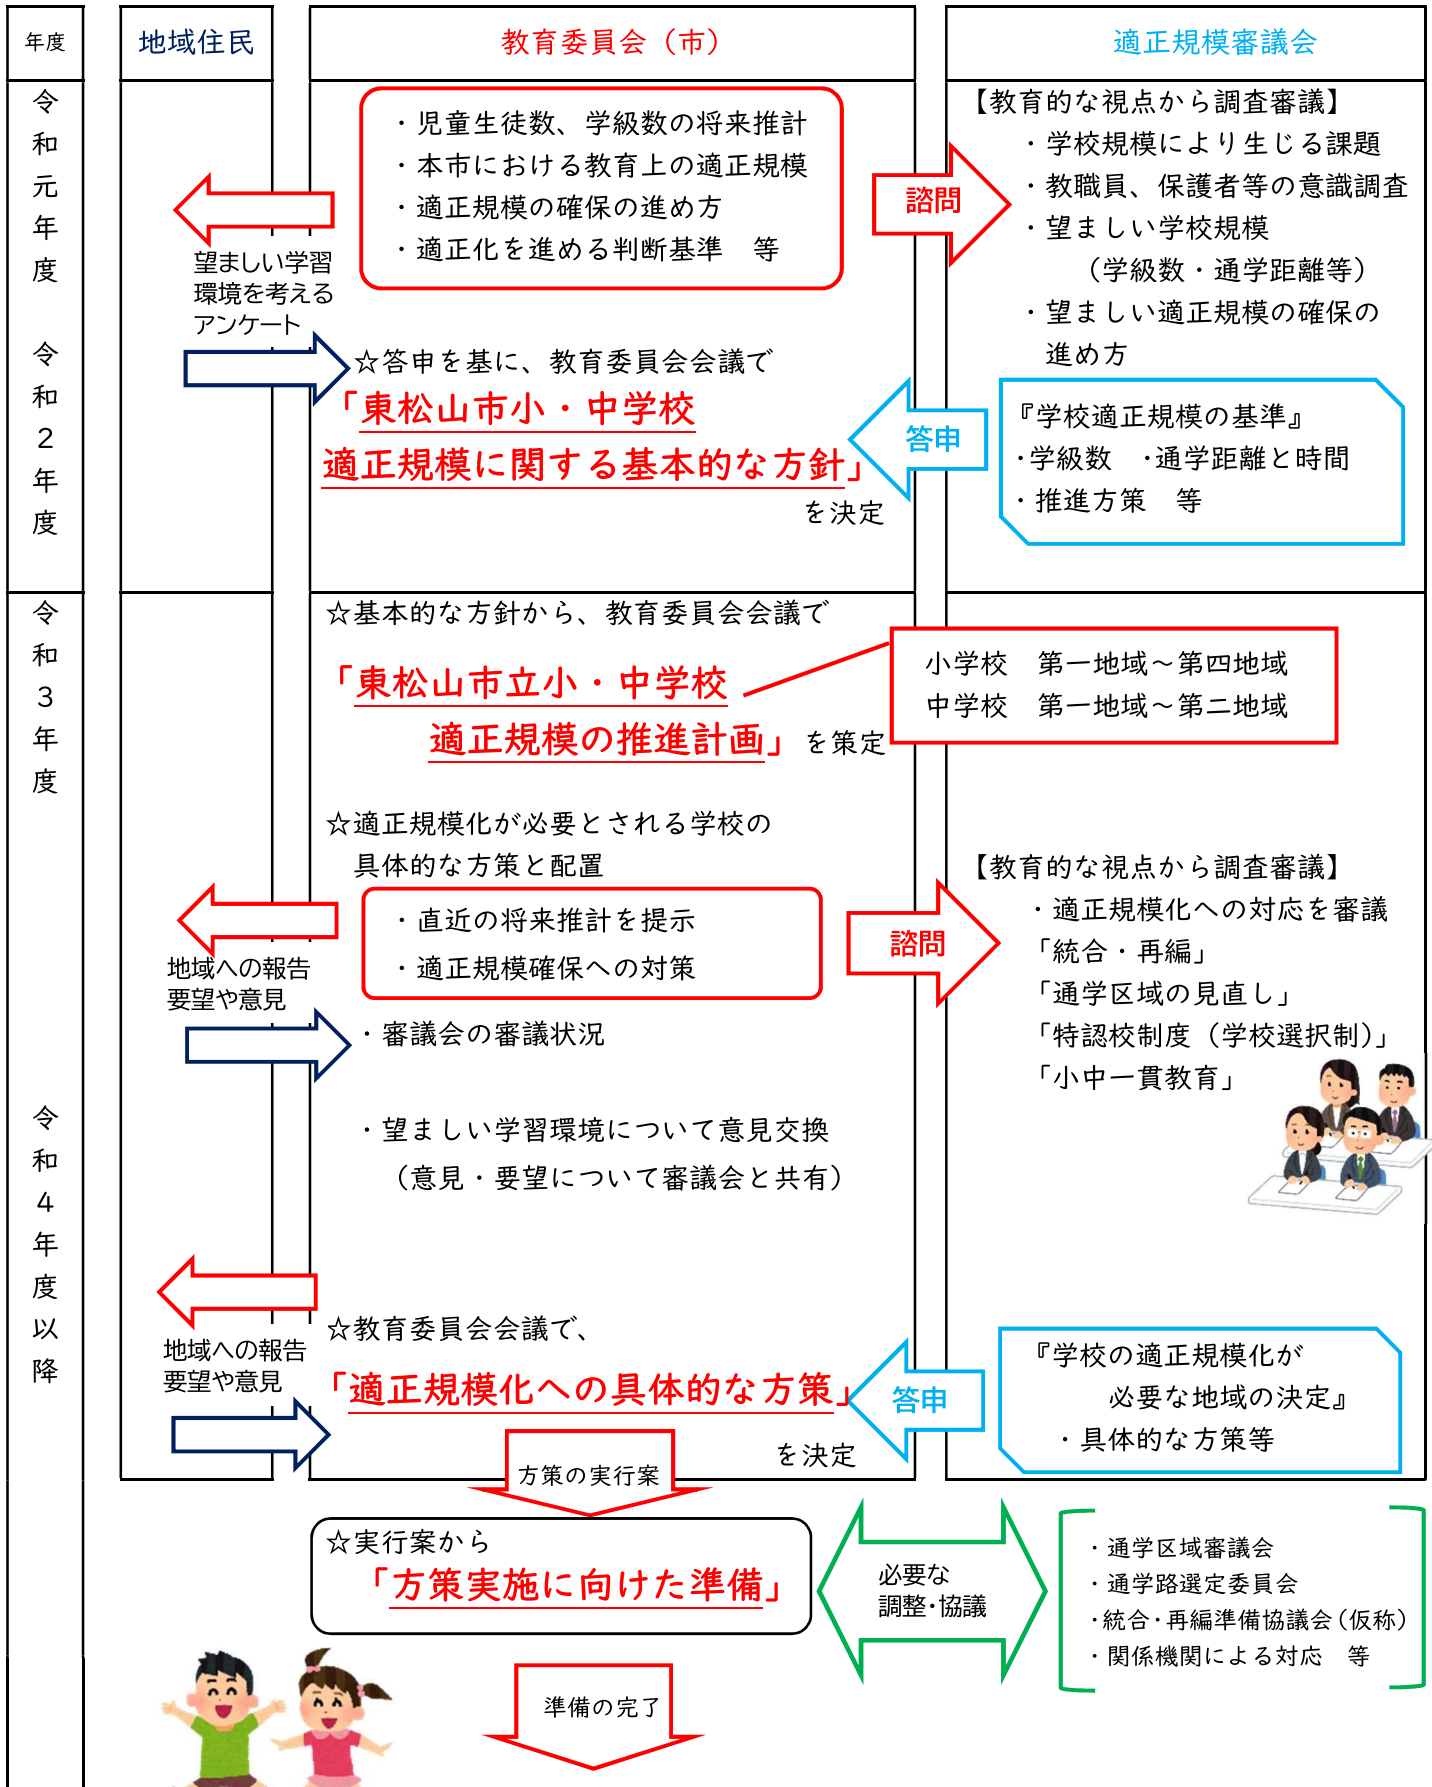 年度
地域住民
教育委員会（市）
適正規模審議会
令和元年度
令和２年度
・児童生徒数、学級数の将来推計
・本市における教育上の適正規模
・適正規模の確保の進め方
・適正化を進める判断基準　等
諮問
【教育的な視点から調査審議】
・学校規模により生じる課題
・教職員、保護者等の意識調査
・望ましい学校規模
（学級数・通学距離等）
・望ましい適正規模の確保の
進め方
望ましい学習
環境を考える
アンケート
☆答申を基に、教育委員会会議で
「東松山市小・中学校
適正規模に関する基本的な方針」
を決定
答申
『学校適正規模の基準』
・学級数　・通学距離と時間
・推進方策　等
令和３年度
☆基本的な方針から、教育委員会会議で
「東松山市立小・中学校
適正規模の推進計画」を策定
小学校　第一地域～第四地域
中学校　第一地域～第二地域
☆適正規模化が必要とされる学校の
具体的な方策と配置
・直近の将来推計を提示
・適正規模確保への対策
諮問
【教育的な視点から調査審議】
・適正規模化への対応を審議
「統合・再編」
「通学区域の見直し」
「特認校制度（学校選択制）」
「小中一貫教育」
地域への報告
要望や意見
・審議会の審議状況
・望ましい学習環境について意見交換
（意見・要望について審議会と共有）
令和４年度以降
地域への報告
要望や意見
☆教育委員会会議で、
「適正規模化への具体的な方策」
を決定
答申
『学校の適正規模化が
必要な地域の決定』
・具体的な方策等
方策の実行案
☆実行案から
「方策実施に向けた準備」
必要な
調整・協議
・通学区域審議会
・通学路選定委員会
・統合・再編準備協議会（仮称）
・関係機関による対応　等
準備の完了